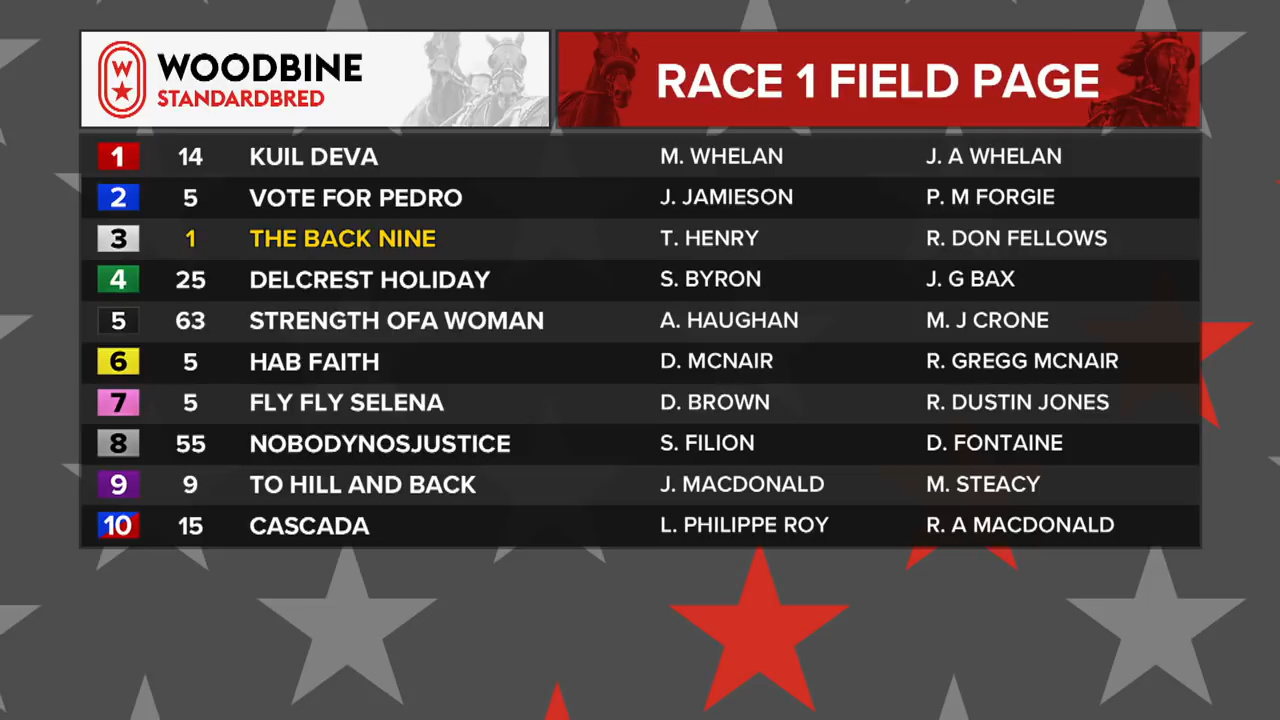 W WOODBINE
STANDARDBRED
RACE 1 FIELD PAGE
1 14 KUIL DEVA M. WHELAN J. A WHELAN
2 5 VOTE FOR PEDRO J. JAMIESON P. M FORGIE
3 1 THE BACK NINE T. HENRY R. DON FELLOWS
4 25 DELCREST HOLIDAY S. BYRON J. G BAX
5 63 STRENGTH OFA WOMAN A. HAUGHAN M. J CRONE
6 5 HAB FAITH D. MCNAIR R. GREGG MCNAIR
7 5 FLY FLY SELENA D. BROWN R. DUSTIN JONES
8 55 NOBODYNOSJUSTICE S. FILION D. FONTAINE
9 9 TO HILL AND BACK J. MACDONALD M. STEACY
10 15 CASCADA L. PHILIPPE ROY R. A MACDONALD